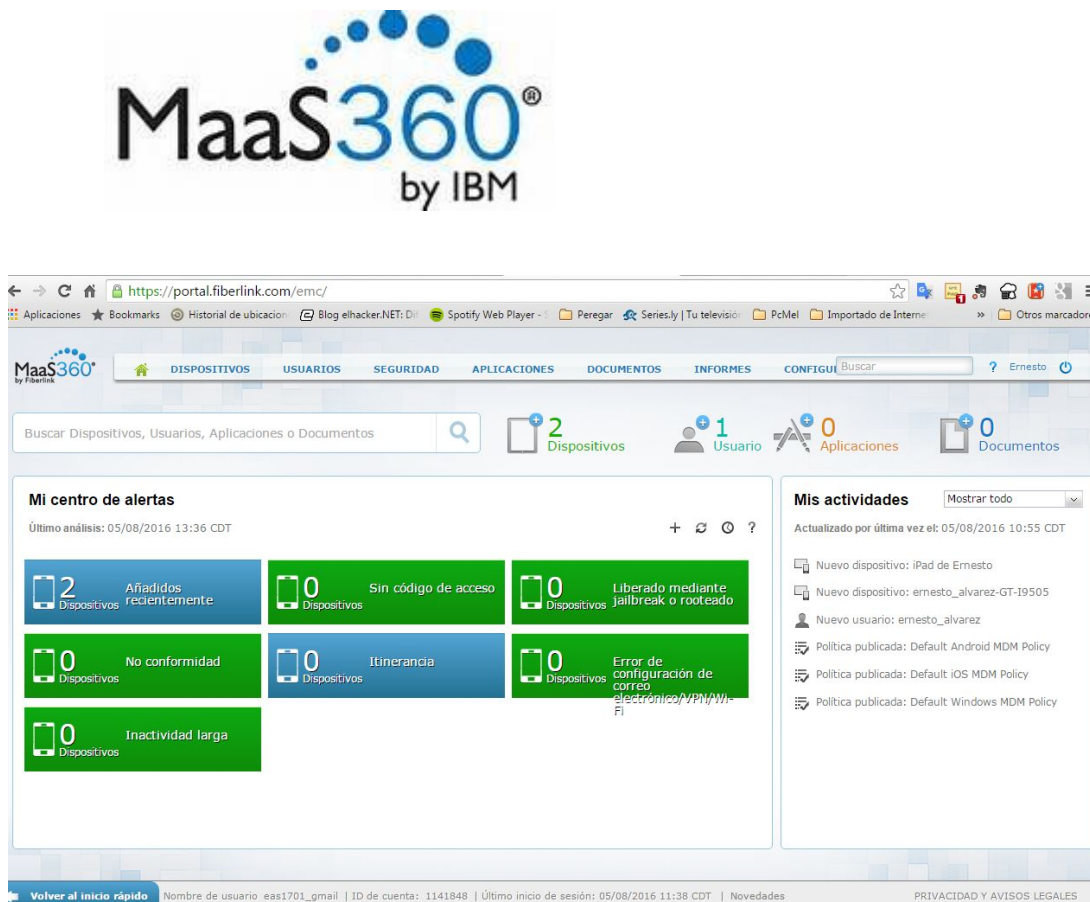 MaaS360®
by IBM
https://portal.fiberlink.com/emc/
Aplicaciones Bookmarks Historial de ubicacion Blog elhacker.NET: Di Spotify Web Player - Peregar Series.ly | Tu televisió PcMel Importado de Interne » Otros marcadore
MaaS360
by Fiberlink
DISPOSITIVOS USUARIOS SEGURIDAD APLICACIONES DOCUMENTOS INFORMES CONFIGU Buscar ? Ernesto
Buscar Dispositivos, Usuarios, Aplicaciones o Documentos
2 Dispositivos
1 Usuario
0 Aplicaciones
0 Documentos
Mi centro de alertas
Último análisis: 05/08/2016 13:36 CDT
+ ?
2 Dispositivos
Añadidos
recientemente
0 Dispositivos
Sin código de acceso
0 Dispositivos
Liberado mediante
jailbreak o rooteado
0 Dispositivos
No conformidad
0 Dispositivos
Itinerancia
0 Dispositivos
Error de
configuración de
correo
electrónico/VPN/Wi-
Fi
0 Dispositivos
Inactividad larga
Mis actividades
Mostrar todo
Actualizado por última vez el: 05/08/2016 10:55 CDT
Nuevo dispositivo: iPad de Ernesto
Nuevo dispositivo: ernesto_alvarez-GT-I9505
Nuevo usuario: ernesto_alvarez
Política publicada: Default Android MDM Policy
Política publicada: Default iOS MDM Policy
Política publicada: Default Windows MDM Policy
Volver al inicio rápido Nombre de usuario eas1701_gmail | ID de cuenta: 1141848 | Último inicio de sesión: 05/08/2016 11:38 CDT | Novedades PRIVACIDAD Y AVISOS LEGALES